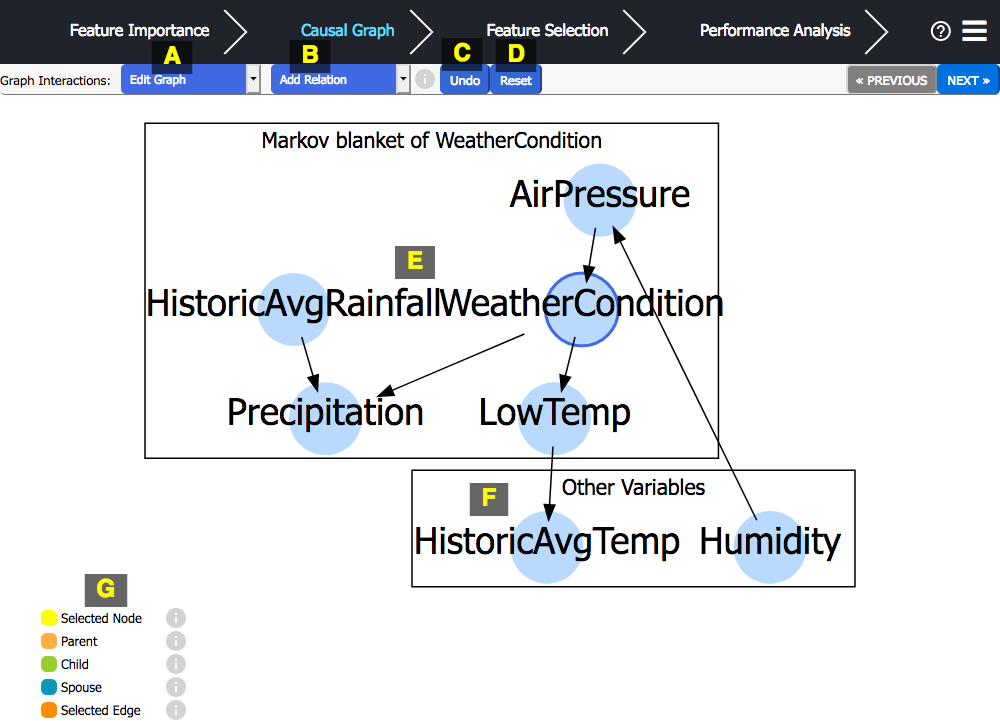 Feature Importance Causal Graph Feature Selection Performance Analysis ?
A B C D
Graph Interactions: Edit Graph Add Relation i Undo Reset « PREVIOUS NEXT »
Markov blanket of WeatherCondition
AirPressure
E
HistoricAvgRainfall WeatherCondition
Precipitation LowTemp
F Other Variables
HistoricAvgTemp Humidity
G
Selected Node i
Parent i
Child i
Spouse i
Selected Edge i